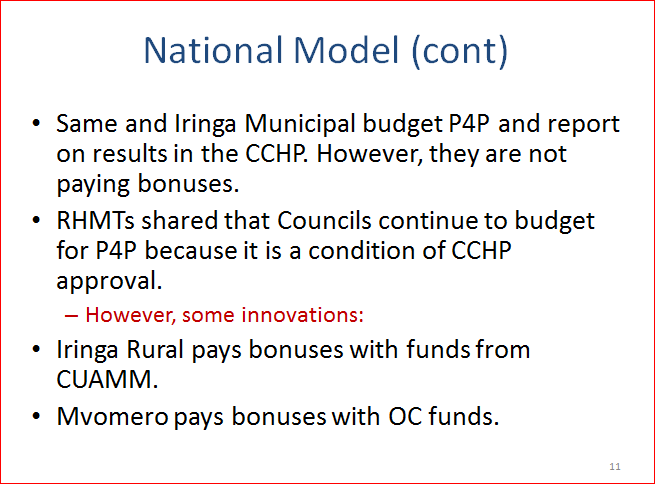 National Model (cont)
• Same and Iringa Municipal budget P4P and report
on results in the CCHP. However, they are not
paying bonuses.
• RHMTs shared that Councils continue to budget
for P4P because it is a condition of CCHP
approval.
– However, some innovations:
• Iringa Rural pays bonuses with funds from
CUAMM.
• Mvomero pays bonuses with OC funds.
11